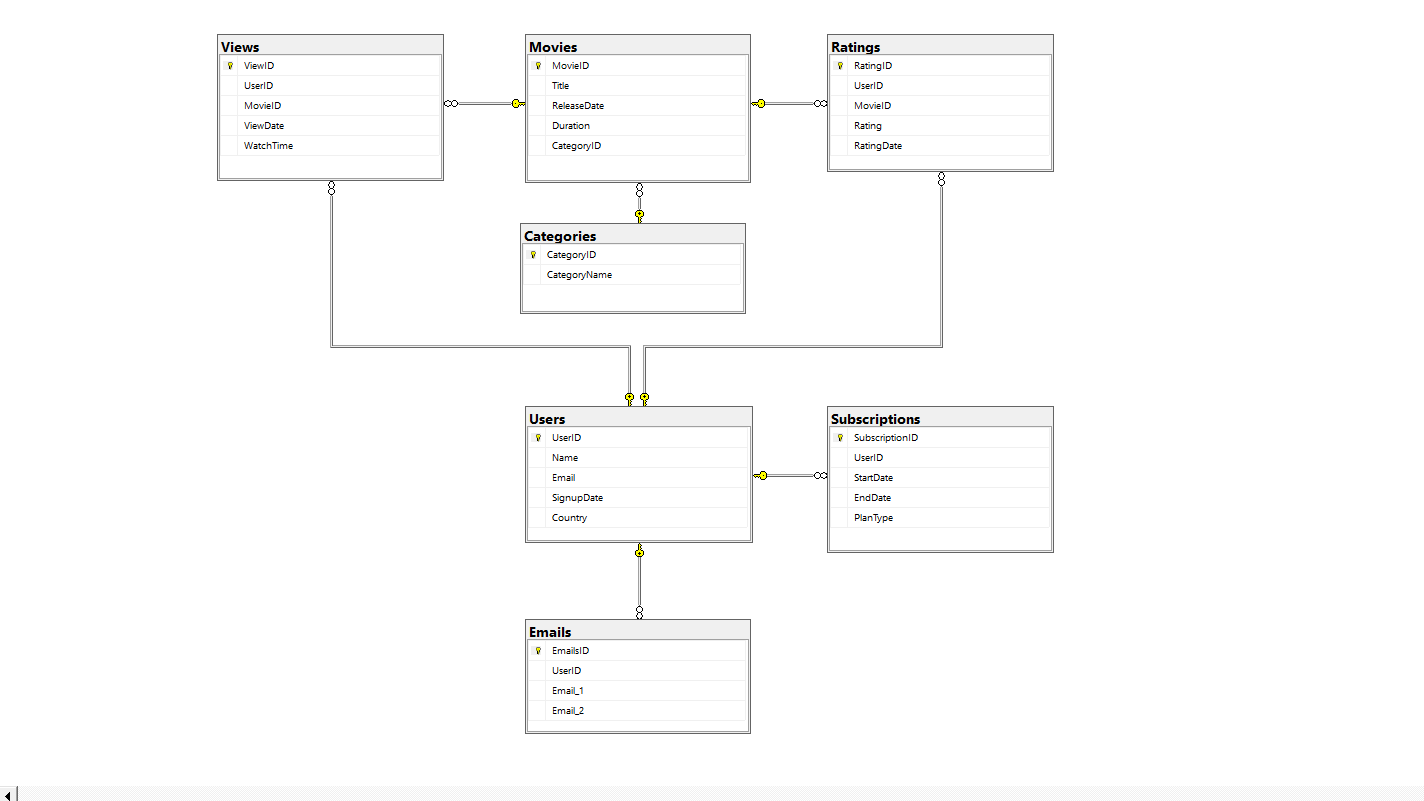 Views
ViewID
UserID
MovieID
ViewDate
WatchTime
Movies
MovieID
Title
ReleaseDate
Duration
CategoryID
Ratings
RatingID
UserID
MovieID
Rating
RatingDate
Categories
CategoryID
CategoryName
Users
UserID
Name
Email
SignupDate
Country
Subscriptions
SubscriptionID
UserID
StartDate
EndDate
PlanType
Emails
EmailsID
UserID
Email_1
Email_2